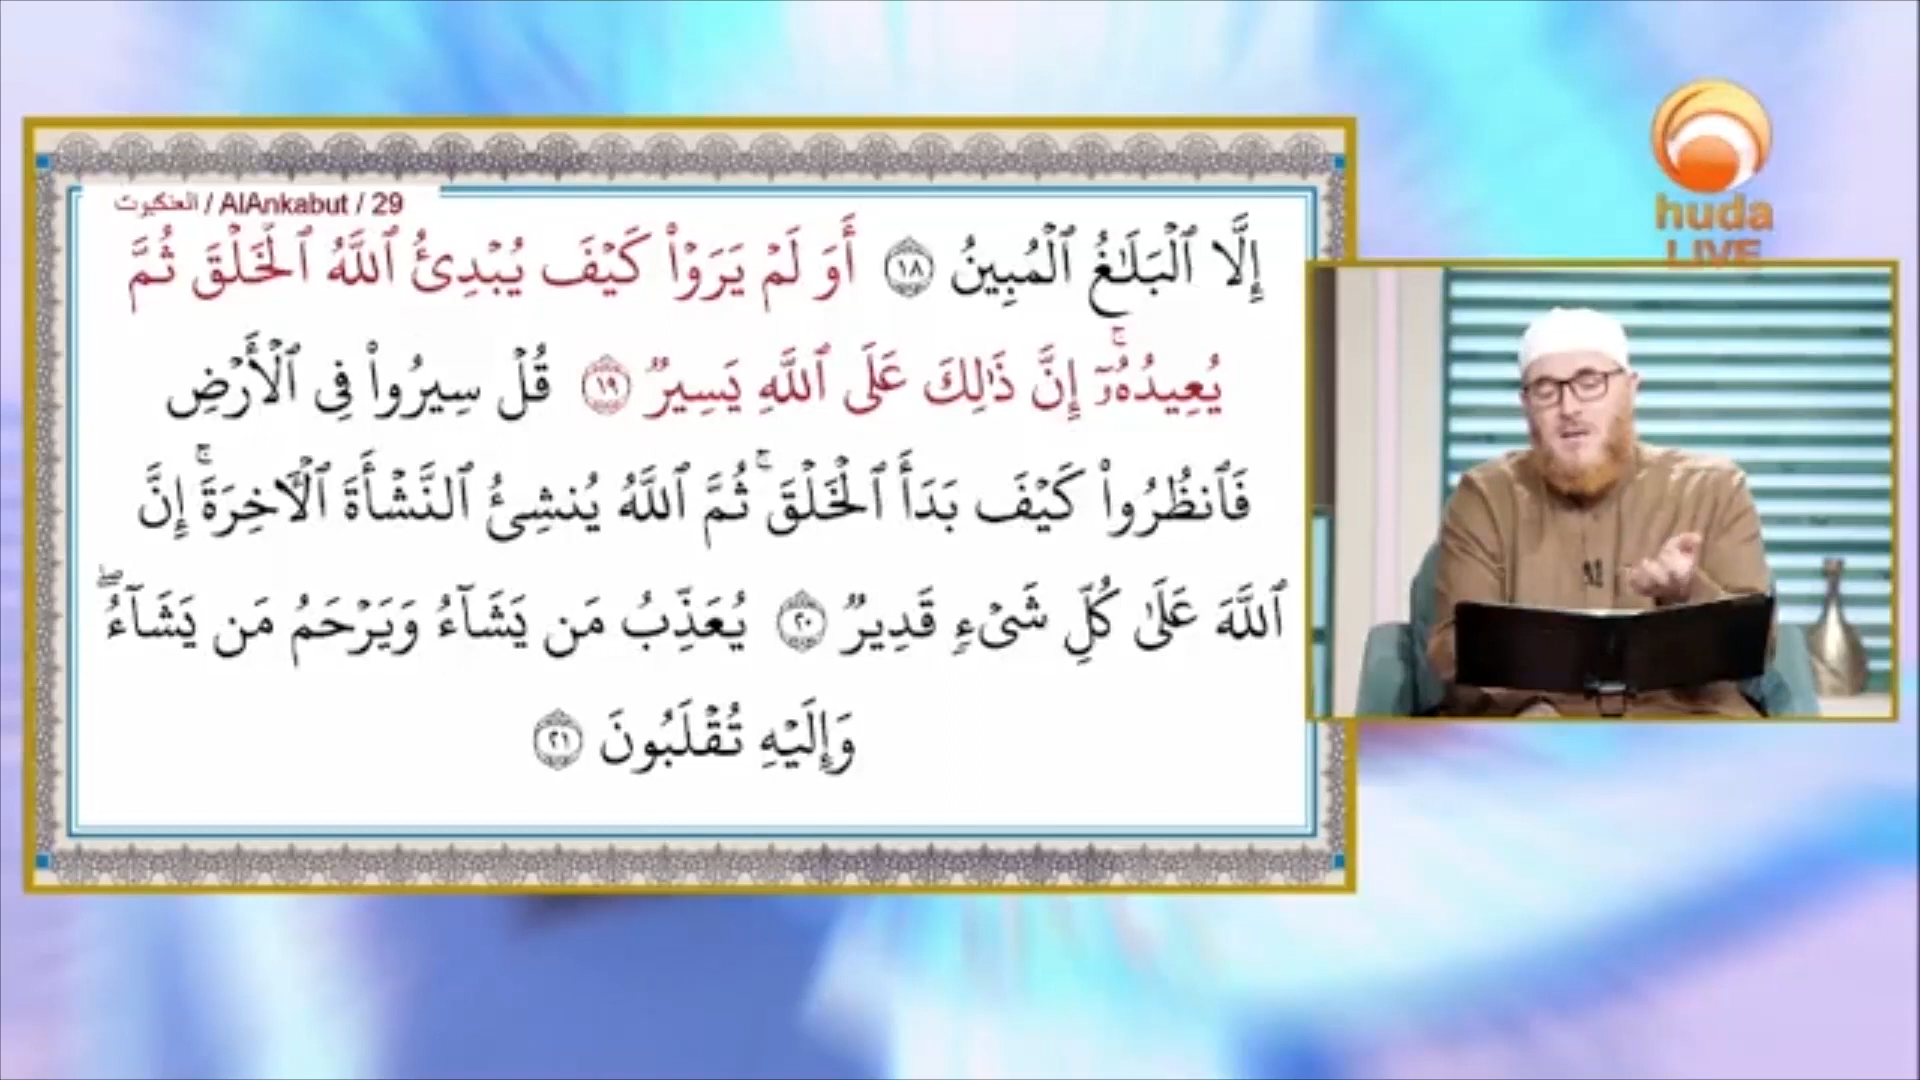 العنكبوت / AlAnkabut / 29
إِلَّا ٱلْبَلَٰغُ ٱلْمُبِينُ ١٨ أَوَ لَمْ يَرَوْا۟ كَيْفَ يُبْدِئُ ٱللَّهُ ٱلْخَلْقَ ثُمَّ
يُعِيدُهُۥٓ ۚ إِنَّ ذَٰلِكَ عَلَى ٱللَّهِ يَسِيرٌ ١٩ قُلْ سِيرُوا۟ فِى ٱلْأَرْضِ
فَٱنظُرُوا۟ كَيْفَ بَدَأَ ٱلْخَلْقَ ۚ ثُمَّ ٱللَّهُ يُنشِئُ ٱلنَّشْأَةَ ٱلْءَاخِرَةَ ۚ إِنَّ
ٱللَّهَ عَلَىٰ كُلِّ شَىْءٍ قَدِيرٌ ٢٠ يُعَذِّبُ مَن يَشَآءُ وَيَرْحَمُ مَن يَشَآءُ ۖ
وَإِلَيْهِ تُقْلَبُونَ ٢١
huda
LIVE